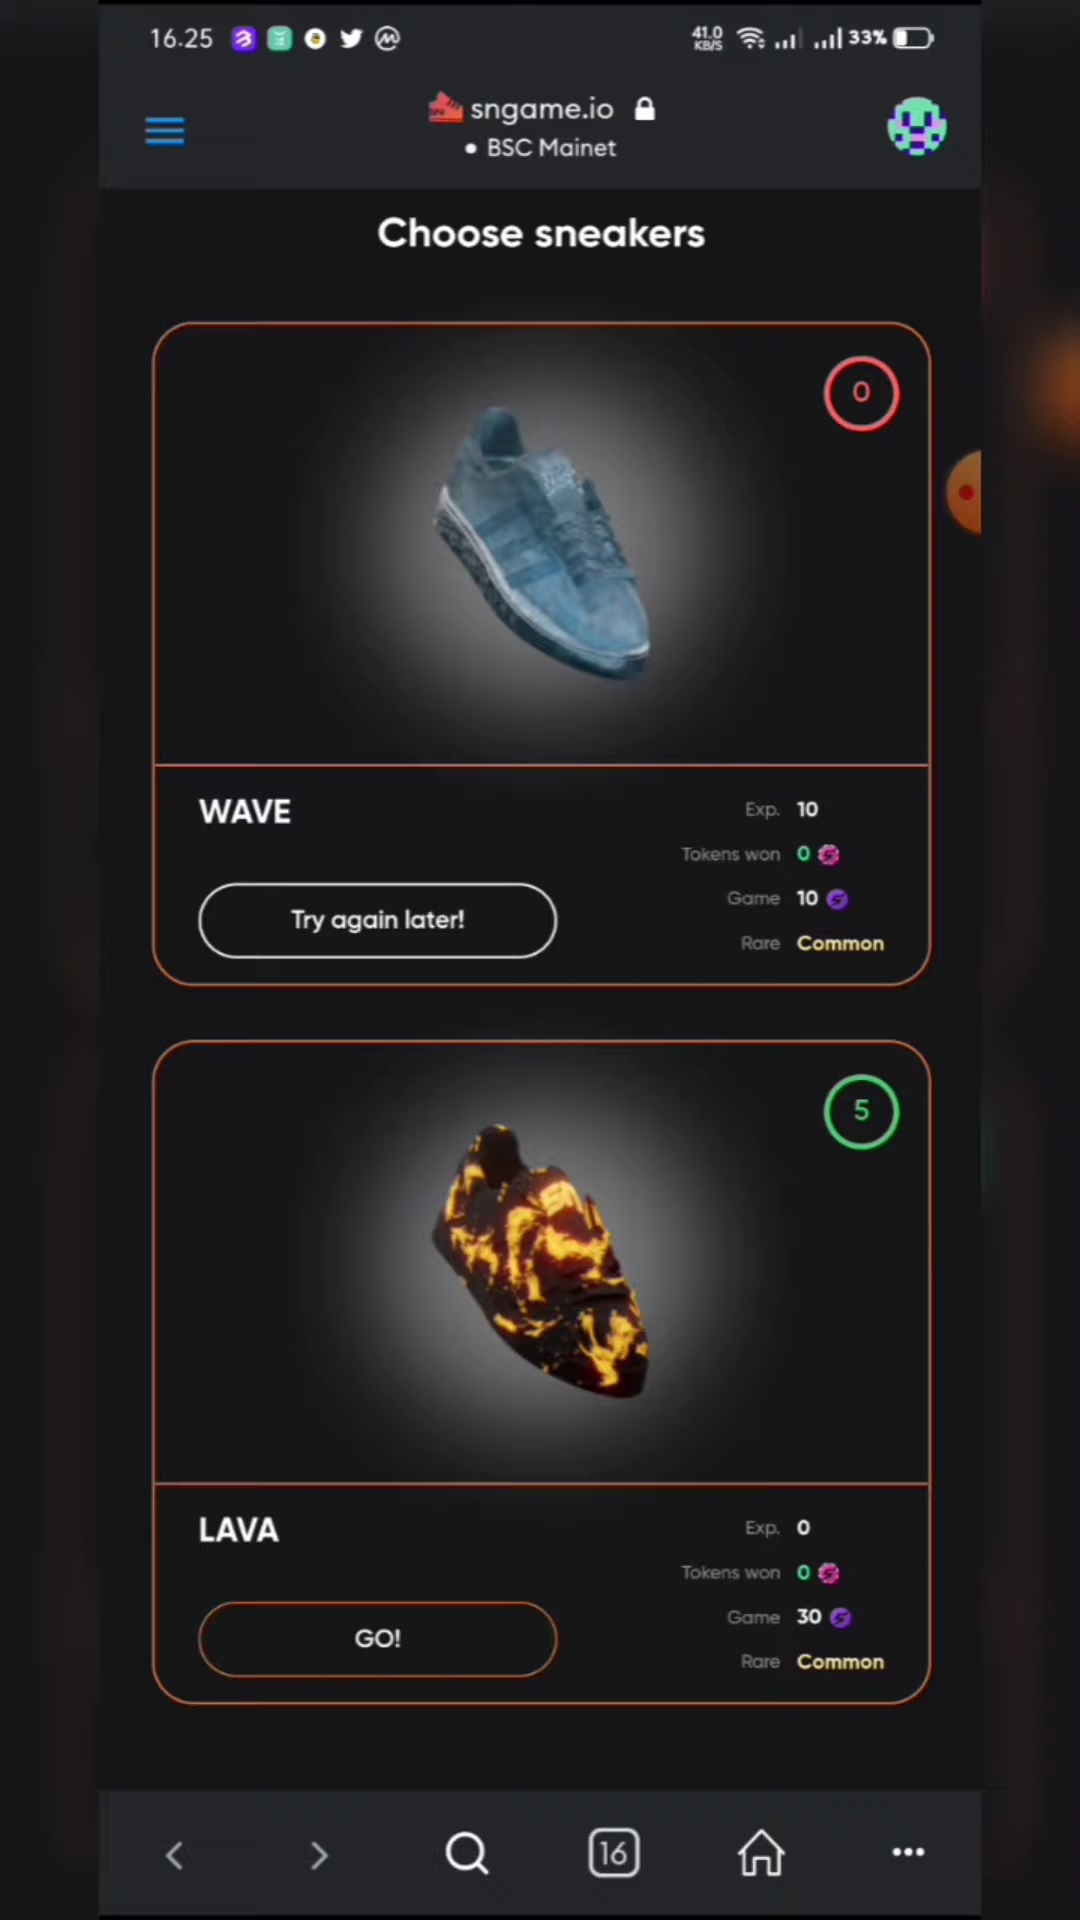 16.25 41.0 KB/S 33%
sngame.io
• BSC Mainet
Choose sneakers
0
WAVE
Exp. 10
Tokens won 0
Game 10
Try again later!
Rare Common
5
LAVA
Exp. 0
Tokens won 0
Game 30
GO!
Rare Common
16